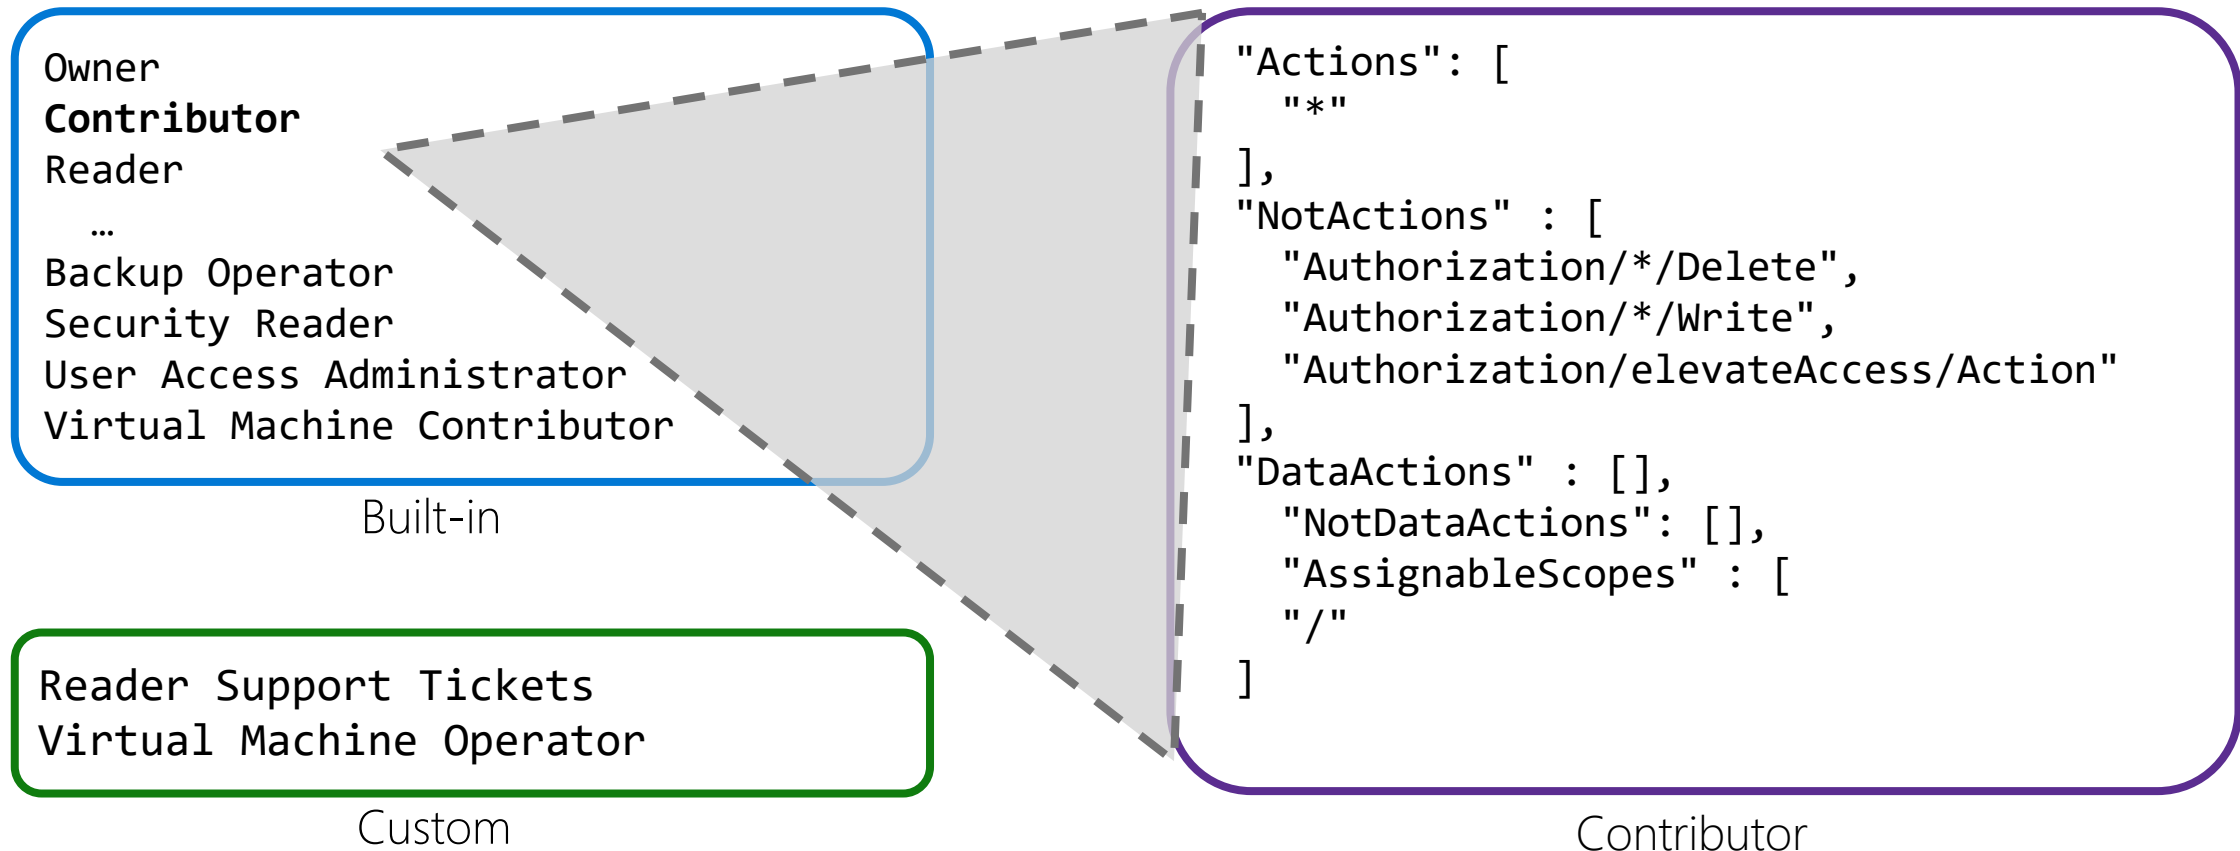 Owner
Contributor
Reader
…
Backup Operator
Security Reader
User Access Administrator
Virtual Machine Contributor
Built-in
Reader Support Tickets
Virtual Machine Operator
Custom
"Actions": [
"*"
],
"NotActions" : [
"Authorization/*/Delete",
"Authorization/*/Write",
"Authorization/elevateAccess/Action"
],
"DataActions" : [],
"NotDataActions": [],
"AssignableScopes" : [
"/"
]
Contributor